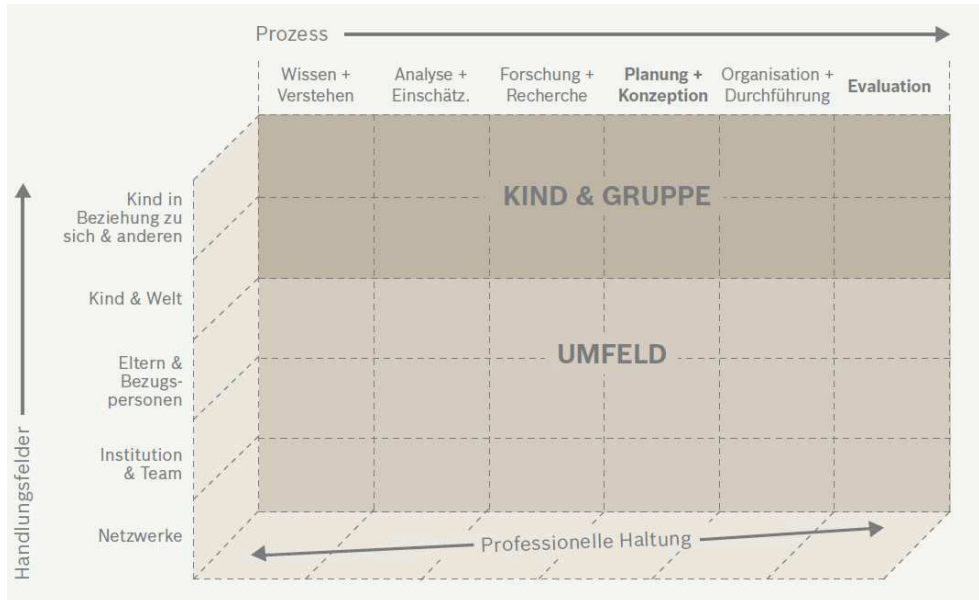 Prozess
Wissen +
Verstehen
Analyse +
Einschätz.
Forschung +
Recherche
Planung +
Konzeption
Organisation +
Durchführung
Evaluation
KIND & GRUPPE
UMFELD
Kind in
Beziehung zu
sich & anderen
Kind & Welt
Eltern &
Bezugs-
personen
Institution
& Team
Netzwerke
Handlungsfelder
Professionelle Haltung